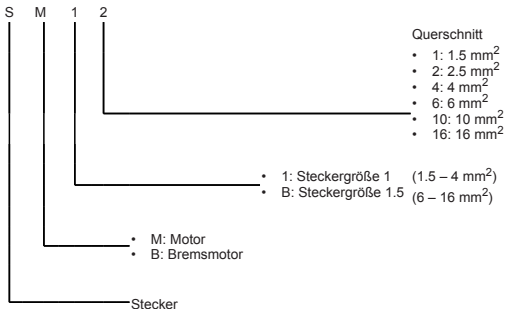 S M 1 2
Querschnitt
• 1: 1.5 mm²
• 2: 2.5 mm²
• 4: 4 mm²
• 6: 6 mm²
• 10: 10 mm²
• 16: 16 mm²
• 1: Steckergröße 1 (1.5 – 4 mm²)
• B: Steckergröße 1.5 (6 – 16 mm²)
• M: Motor
• B: Bremsmotor
Stecker